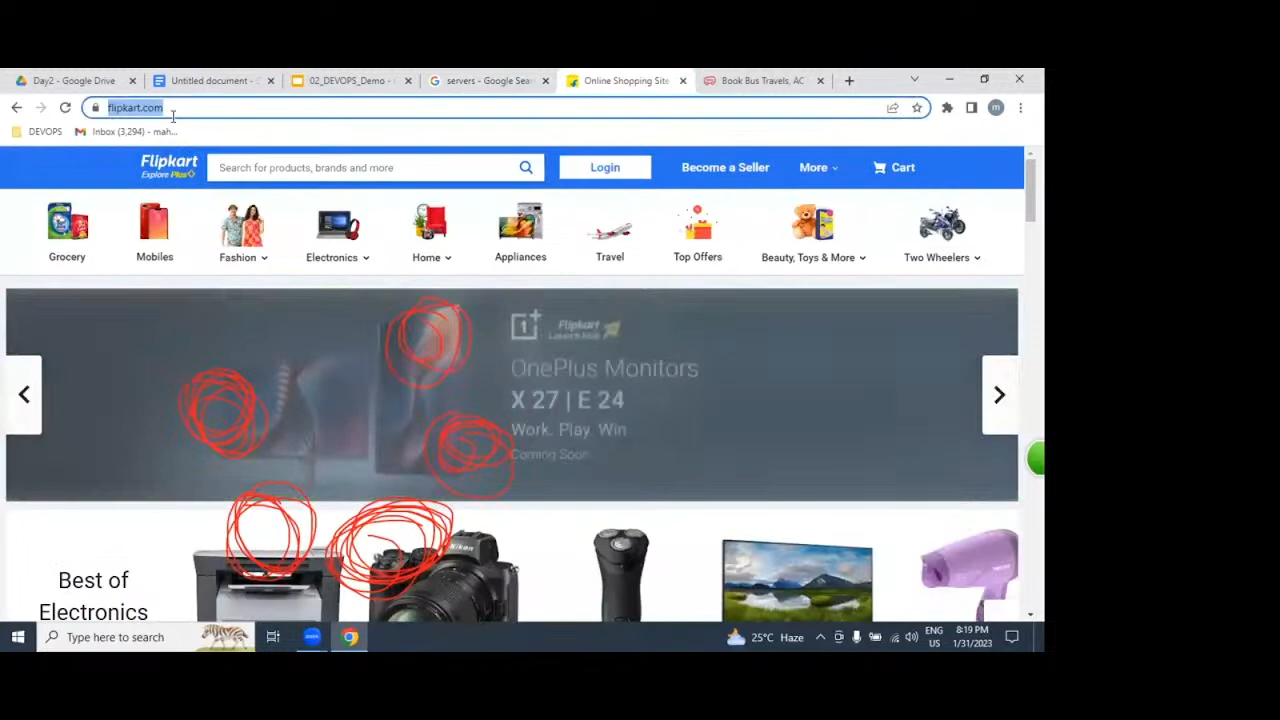 Day2 - Google Drive
Untitled document -
02_DEVOPS_Demo -
servers - Google Sea
Online Shopping Site
Book Bus Travels, AC
flipkart.com
m
DEVOPS
Inbox (3,294) - mah...
Flipkart
Explore Plus
Search for products, brands and more
Login
Become a Seller
More
Cart
Grocery
Mobiles
Fashion
Electronics
Home
Appliances
Travel
Top Offers
Beauty, Toys & More
Two Wheelers
1+
Flipkart
OnePlus Monitors
X 27 | E 24
Work. Play. Win
Coming Soon
Nikon
Best of
Electronics
Type here to search
zoom
25°C Haze
ENG
US
8:19 PM
1/31/2023